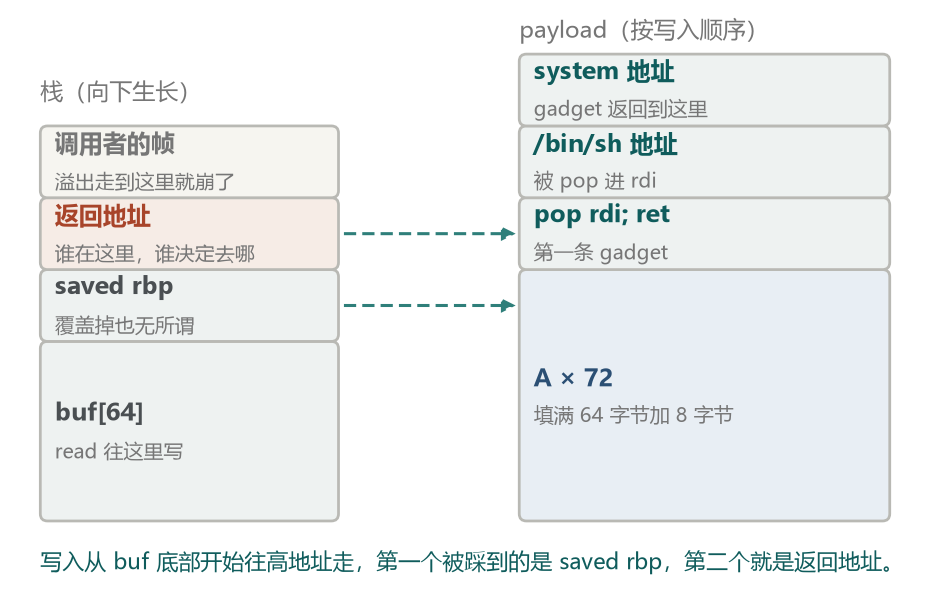 栈（向下生长）
调用者的帧
溢出走到这里就崩了
返回地址
谁在这里，谁决定去哪
saved rbp
覆盖掉也无所谓
buf[64]
read 往这里写
payload（按写入顺序）
system 地址
gadget 返回到这里
/bin/sh 地址
被 pop 进 rdi
pop rdi; ret
第一条 gadget
A × 72
填满 64 字节加 8 字节
写入从 buf 底部开始往高地址走，第一个被踩到的是 saved rbp，第二个就是返回地址。